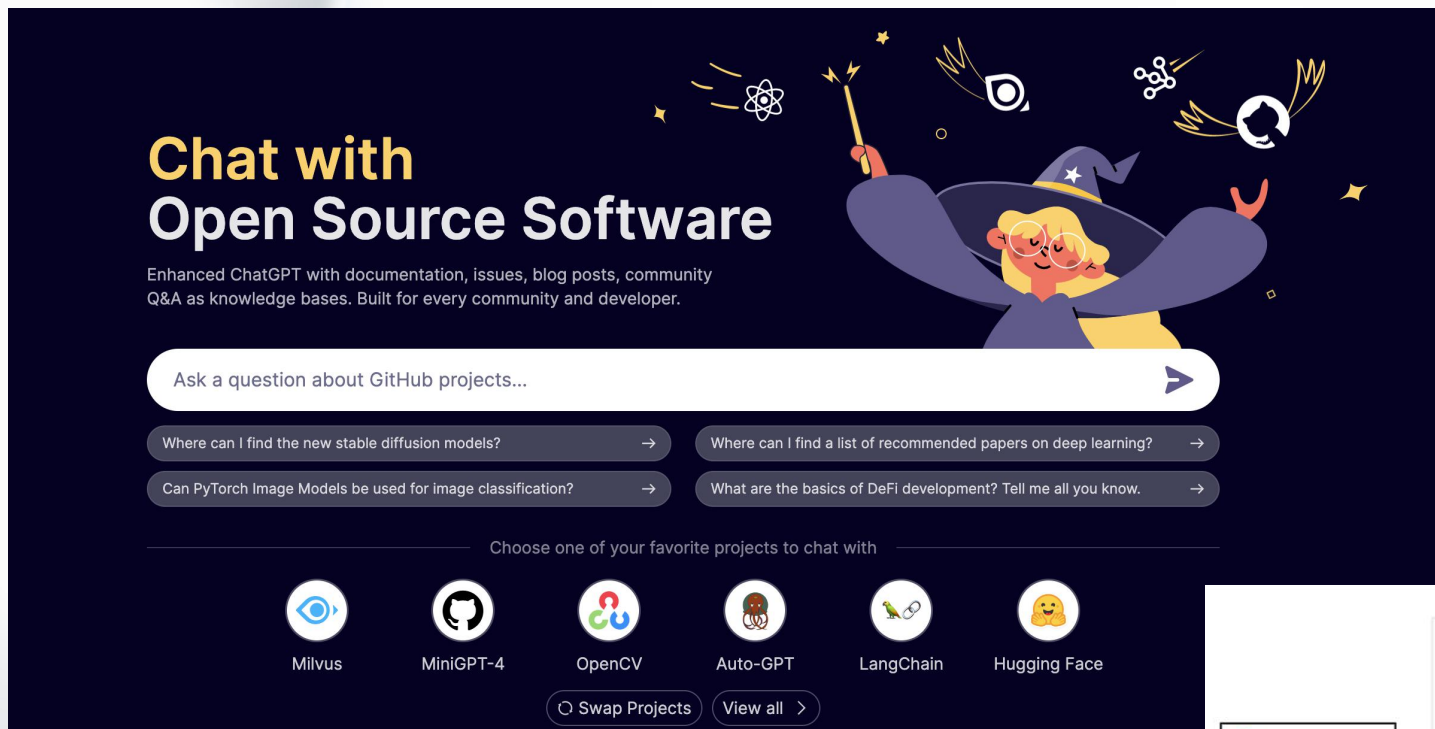 Chat with
Open Source Software
Enhanced ChatGPT with documentation, issues, blog posts, community
Q&A as knowledge bases. Built for every community and developer.
Ask a question about GitHub projects...
Where can I find the new stable diffusion models?
Where can I find a list of recommended papers on deep learning?
Can PyTorch Image Models be used for image classification?
What are the basics of DeFi development? Tell me all you know.
Choose one of your favorite projects to chat with
Milvus
MiniGPT-4
OpenCV
Auto-GPT
LangChain
Hugging Face
Swap Projects
View all